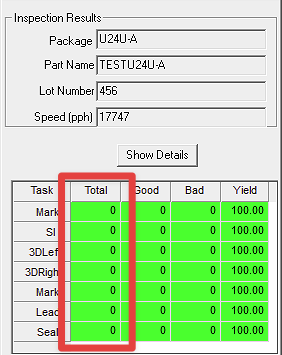 Inspection Results
Package U24U-A
Part Name TESTU24U-A
Lot Number 456
Speed (pph) 17747
Show Details
Task Total Good Bad Yield
Mark 0 0 0 100.00
SI 0 0 0 100.00
3DLef 0 0 0 100.00
3DRigh 0 0 0 100.00
Mark 0 0 0 100.00
Lead 0 0 0 100.00
Seal 0 0 0 100.00